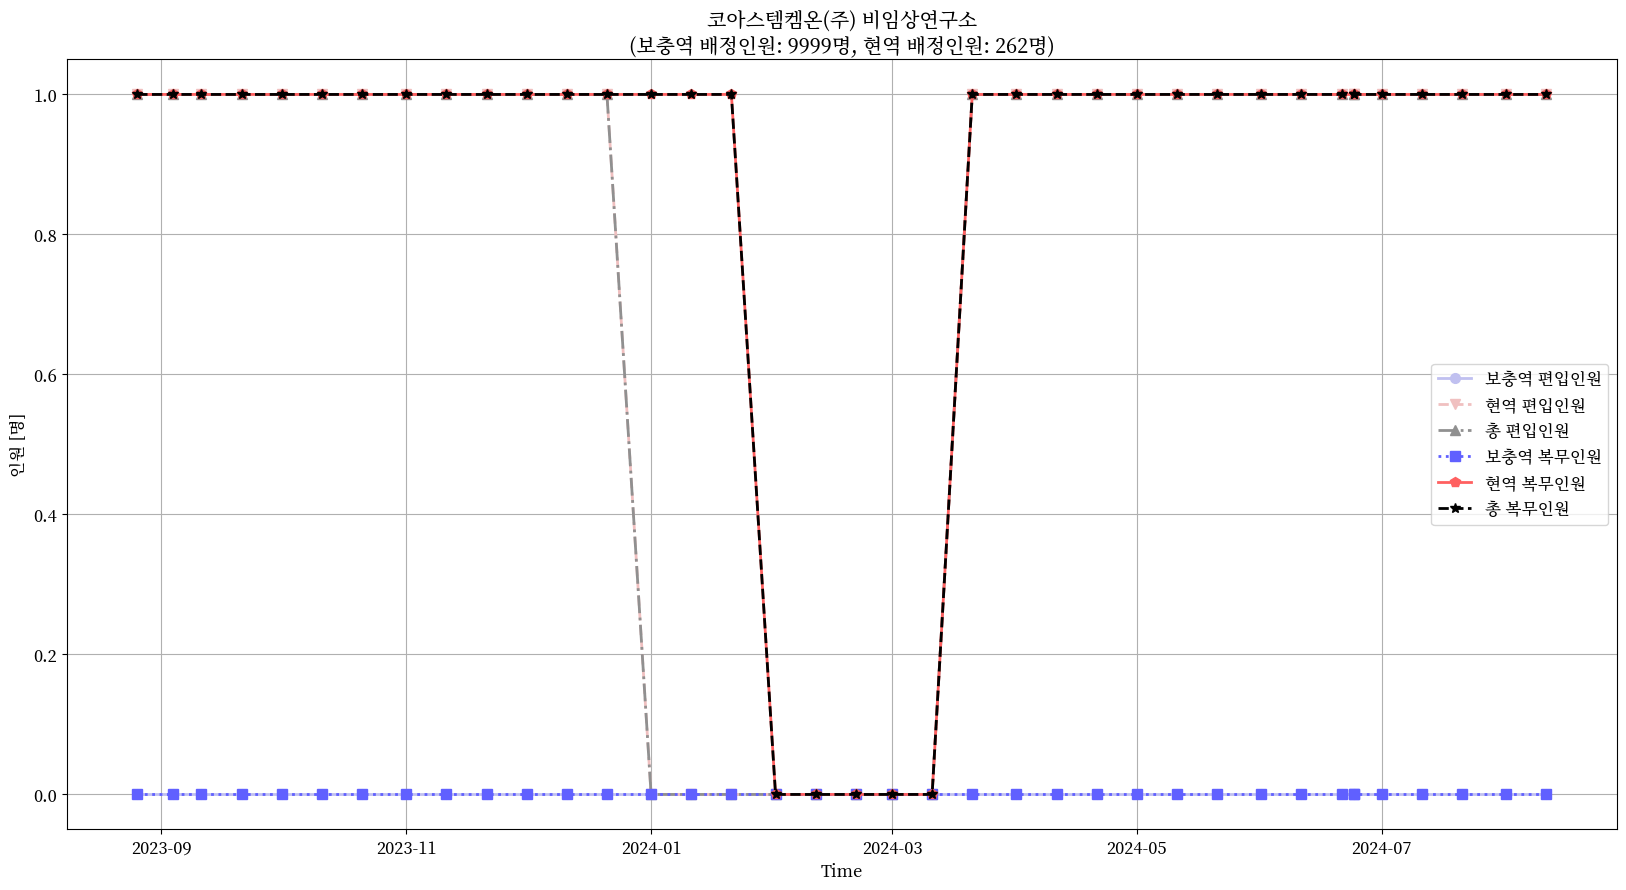 코아스템켐온(주) 비임상연구소
(보충역 배정인원: 9999명, 현역 배정인원: 262명)
1.0
0.8
0.6
0.4
0.2
0.0
인원 [명]
보충역 편입인원
현역 편입인원
총 편입인원
보충역 복무인원
현역 복무인원
총 복무인원
2023-09
2023-11
2024-01
2024-03
2024-05
2024-07
Time